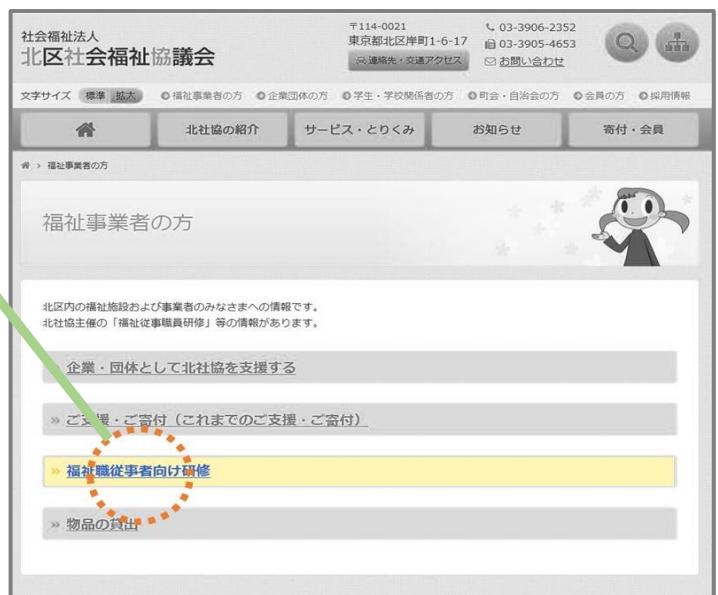 社会福祉法人
北区社会福祉協議会
〒114-0021
東京都北区岸町1-6-17
連絡先・交通アクセス
03-3906-2352
03-3905-4653
お問い合わせ
文字サイズ 標準 拡大 福祉事業者の方 企業団体の方 学生・学校関係者の方 町会・自治会の方 会員の方 採用情報
北社協の紹介 サービス・とりくみ お知らせ 寄付・会員
> 福祉事業者の方
福祉事業者の方
北区内の福祉施設および事業者のみなさまへの情報です。
北社協主催の「福祉従事職員研修」等の情報があります。
» 企業・団体として北社協を支援する
» ご支援・ご寄付（これまでのご支援・ご寄付）
» 福祉職従事者向け研修
» 物品の貸出